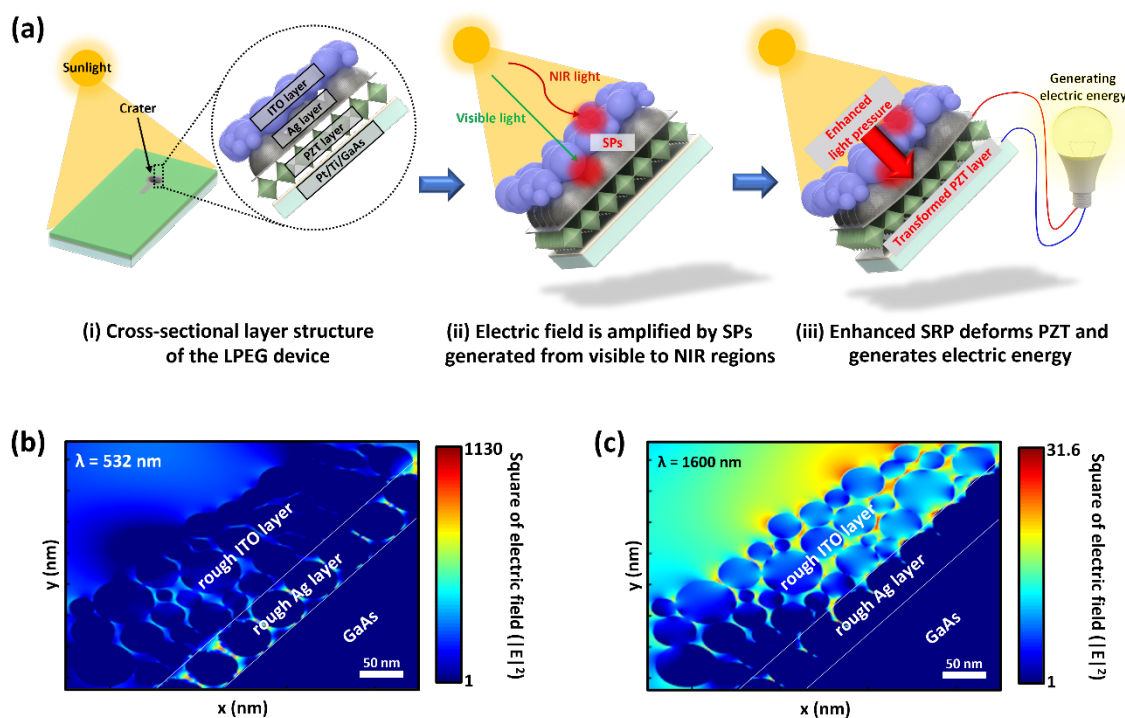 (a)
Sunlight
Crater
ITO layer
Ag layer
PZT layer
Pt/Ti/GaAs
NIR light
Visible light
SPs
Enhanced
light pressure
Transformed PZT layer
Generating
electric energy
(i) Cross-sectional layer structure
of the LPEG device
(ii) Electric field is amplified by SPs
generated from visible to NIR regions
(iii) Enhanced SRP deforms PZT and
generates electric energy
(b)
λ = 532 nm
rough ITO layer
rough Ag layer
GaAs
50 nm
y (nm)
x (nm)
1130
1
Square of electric field (|E|²)
(c)
λ = 1600 nm
rough ITO layer
rough Ag layer
GaAs
50 nm
y (nm)
x (nm)
31.6
1
Square of electric field (|E|²)